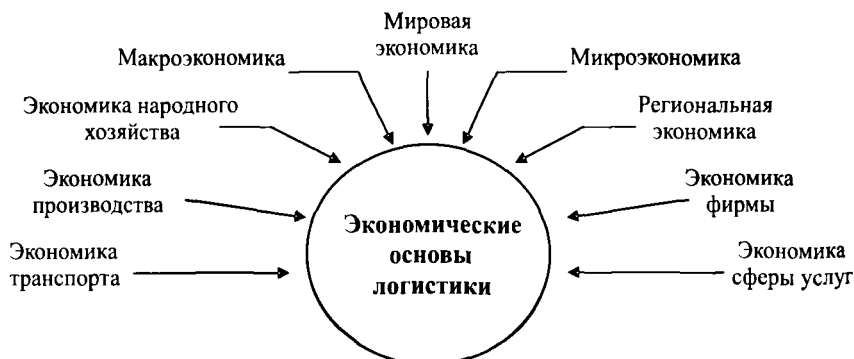 Мировая
экономика
Макроэкономика
Микроэкономика
Экономика народного
хозяйства
Региональная
экономика
Экономика
производства
Экономика
фирмы
Экономические
основы
логистики
Экономика
транспорта
Экономика
сферы услуг